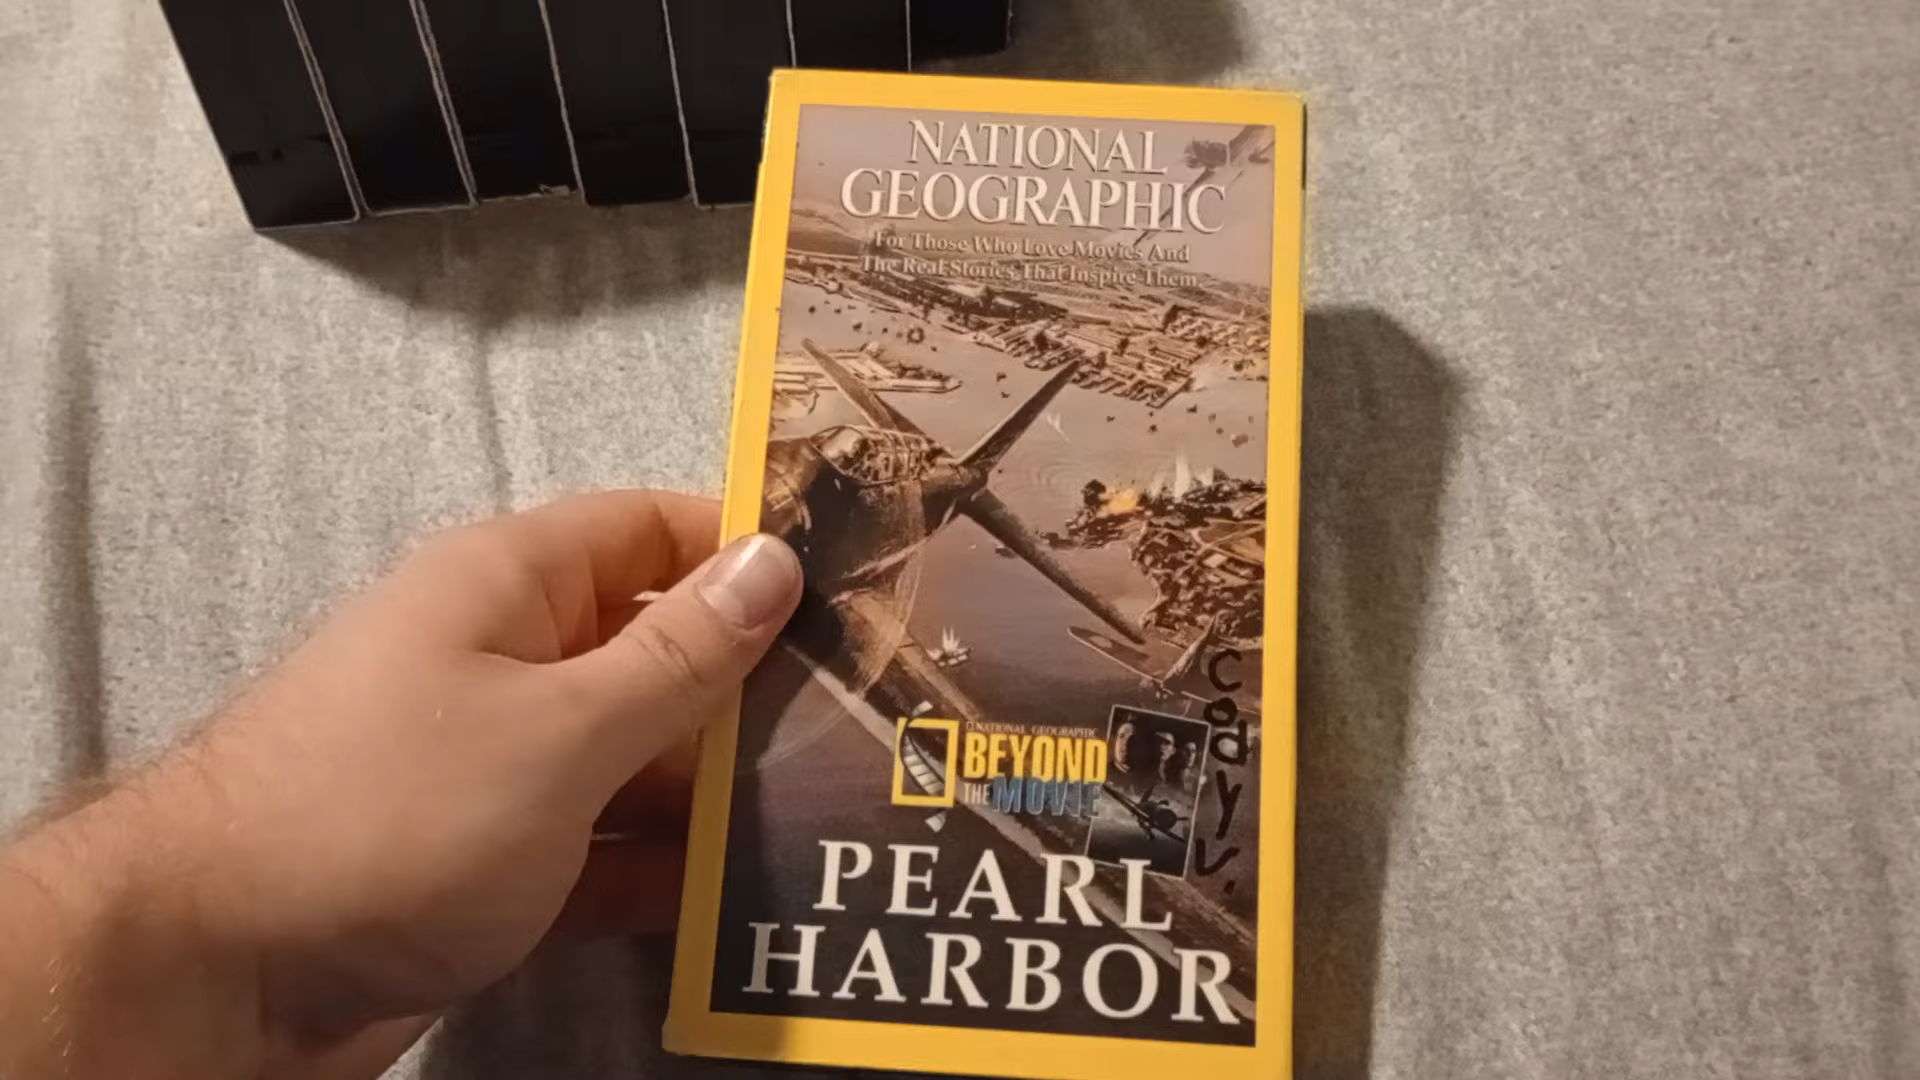 NATIONAL
GEOGRAPHIC
For Those Who Love Movies And
The Real Stories That Inspire Them
NATIONAL GEOGRAPHIC
BEYOND
THE MOVIE
Cody V.
PEARL
HARBOR